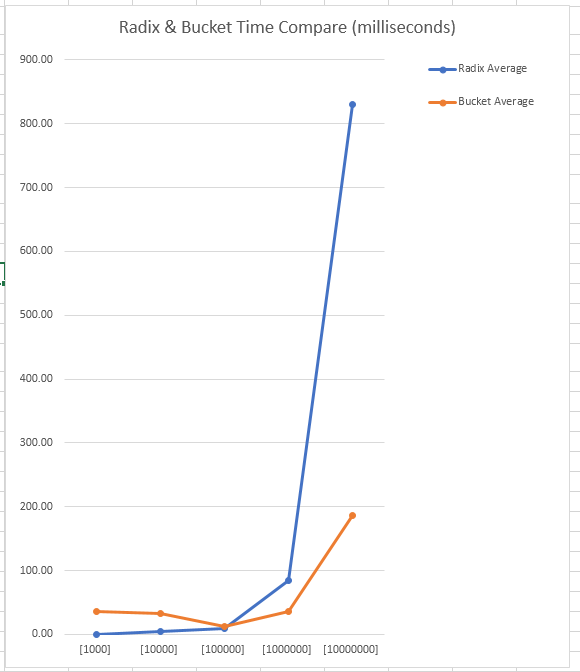 Radix & Bucket Time Compare (milliseconds)
900.00
800.00
700.00
600.00
500.00
400.00
300.00
200.00
100.00
0.00
[1000] [10000] [100000] [1000000] [10000000]
Radix Average
Bucket Average